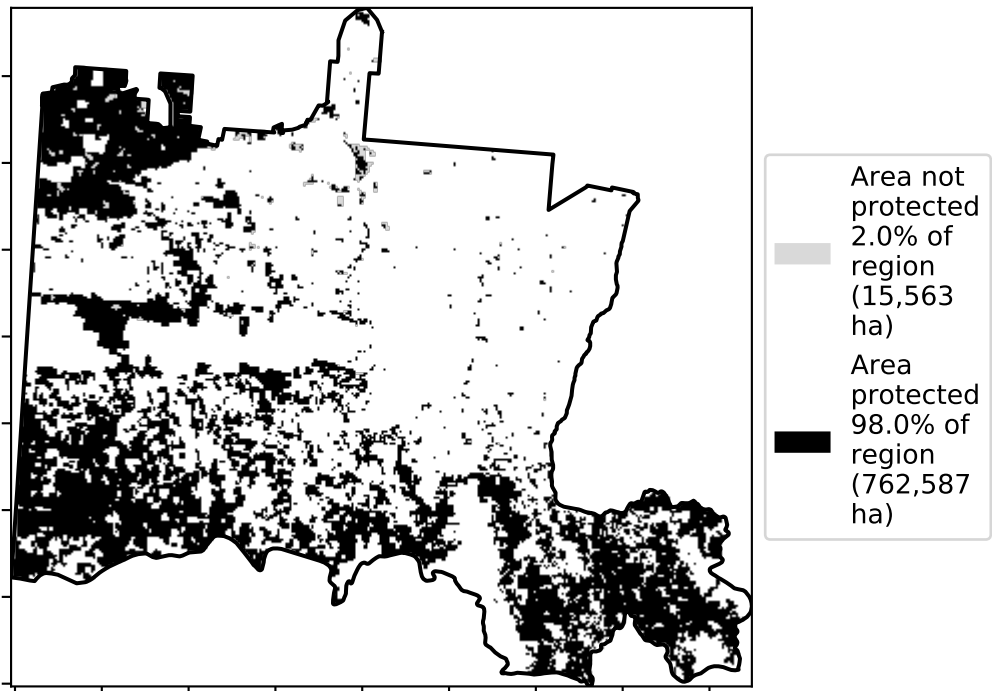 Area not
protected
2.0% of
region
(15,563
ha)
Area
protected
98.0% of
region
(762,587
ha)